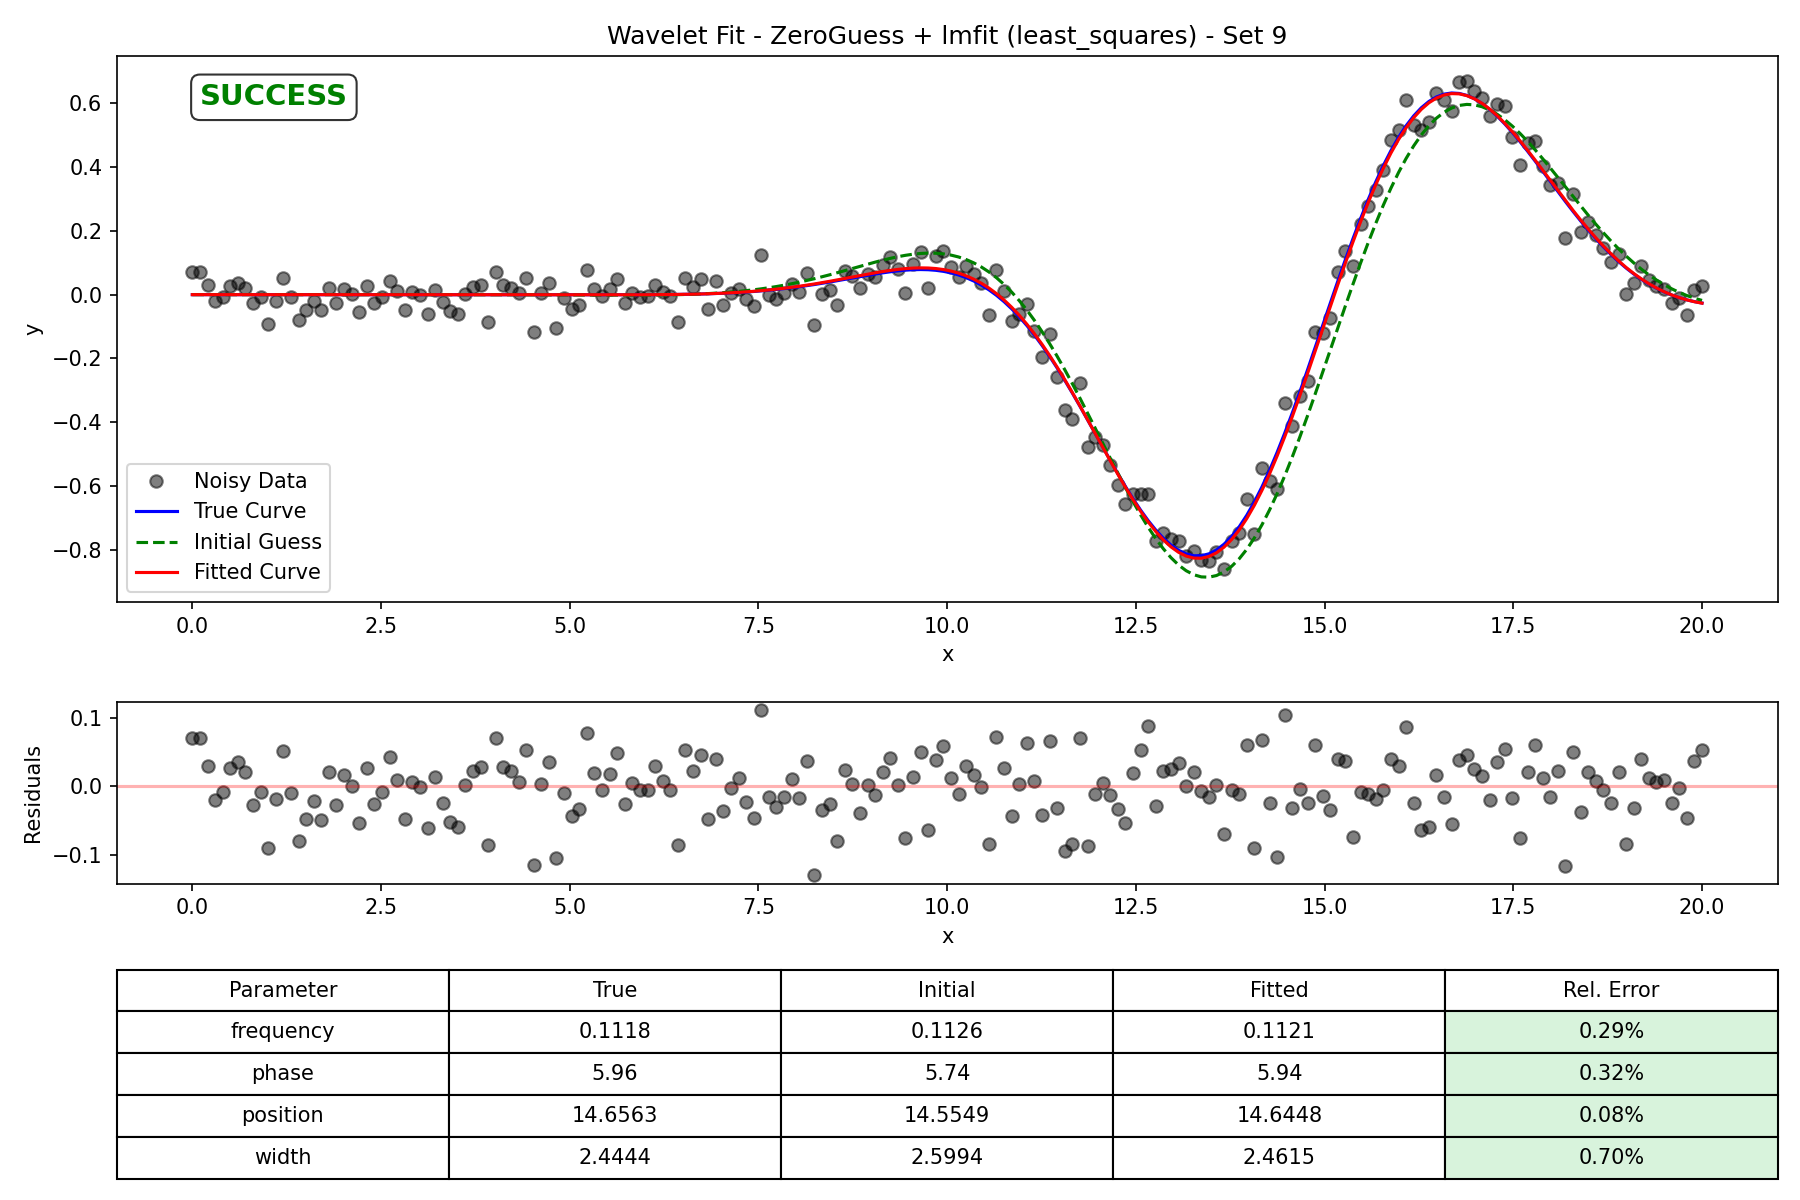 Wavelet Fit - ZeroGuess + lmfit (least_squares) - Set 9
SUCCESS
0.6
0.4
0.2
0.0
−0.2
−0.4
−0.6
−0.8
y
Noisy Data
True Curve
Initial Guess
Fitted Curve
0.0 2.5 5.0 7.5 10.0 12.5 15.0 17.5 20.0
x
0.1
0.0
−0.1
Residuals
0.0 2.5 5.0 7.5 10.0 12.5 15.0 17.5 20.0
x
Parameter True Initial Fitted Rel. Error
frequency 0.1118 0.1126 0.1121 0.29%
phase 5.96 5.74 5.94 0.32%
position 14.6563 14.5549 14.6448 0.08%
width 2.4444 2.5994 2.4615 0.70%